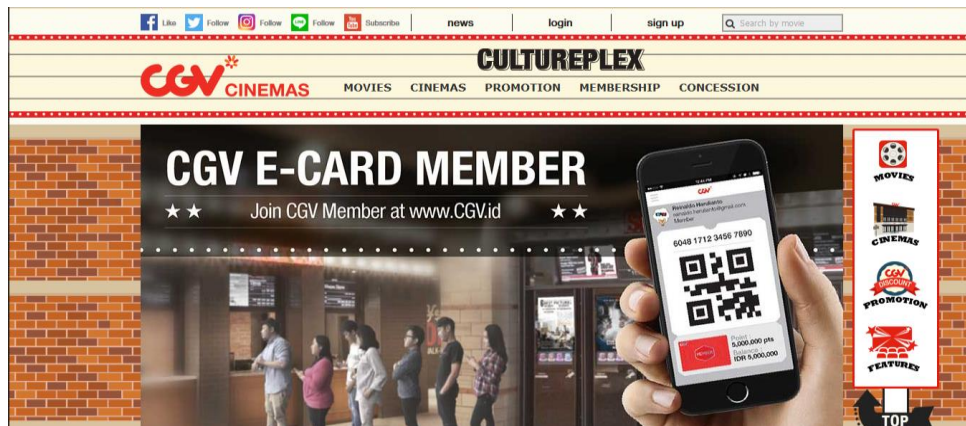 Like Follow Follow Follow Subscribe news login sign up Search by movie
CULTUREPLEX
CGV CINEMAS
MOVIES CINEMAS PROMOTION MEMBERSHIP CONCESSION
CGV E-CARD MEMBER
Join CGV Member at www.CGV.id
CGV
Member
6048 1712 3456 7890
Point :
5,000,000 pts
Balance :
IDR 5,000,000
MOVIES
CINEMAS
CGV
DISCOUNT
PROMOTION
FEATURES
TOP